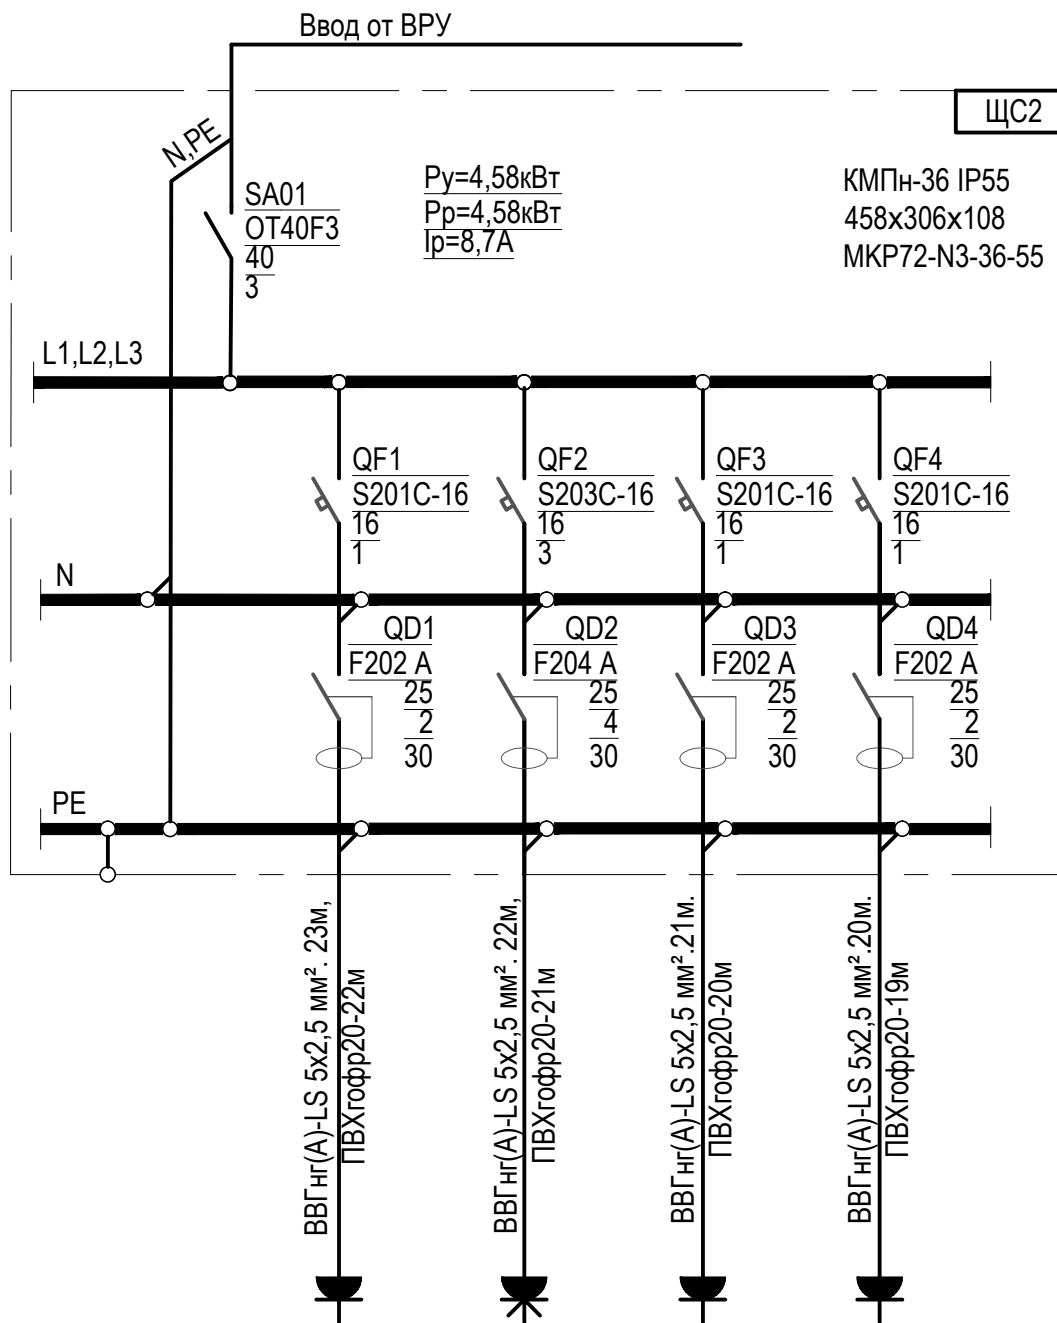 Ввод от ВРУ
ЩС2
N,PE
SA01
OT40F3
40
3
Ру=4,58кВт
Рр=4,58кВт
Iр=8,7А
КМПн-36 IP55
458х306х108
MKP72-N3-36-55
L1,L2,L3
QF1
S201C-16
16
1
QF2
S203C-16
16
3
QF3
S201C-16
16
1
QF4
S201C-16
16
1
N
QD1
F202 A
25
2
30
QD2
F204 A
25
4
30
QD3
F202 A
25
2
30
QD4
F202 A
25
2
30
PE
ВВГнг(А)-LS 5х2,5 мм². 23м,
ПВХгофр20-22м
ВВГнг(А)-LS 5х2,5 мм². 22м,
ПВХгофр20-21м
ВВГнг(А)-LS 5х2,5 мм².21м.
ПВХгофр20-20м
ВВГнг(А)-LS 5х2,5 мм².20м.
ПВХгофр20-19м